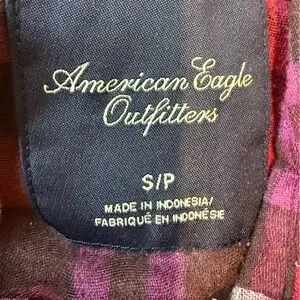 American Eagle
Outfitters
S/P
MADE IN INDONESIA/
FABRIQUÉ EN INDONÉSIE